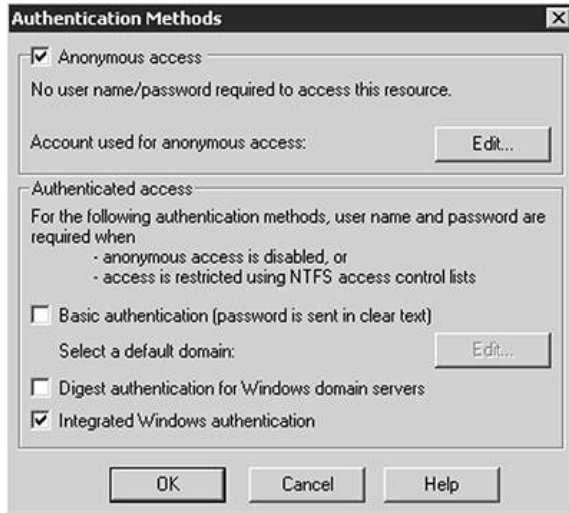 Authentication Methods
Anonymous access
No user name/password required to access this resource.
Account used for anonymous access:
Edit...
Authenticated access
For the following authentication methods, user name and password are
required when
- anonymous access is disabled, or
- access is restricted using NTFS access control lists
Basic authentication (password is sent in clear text)
Select a default domain:
Edit...
Digest authentication for Windows domain servers
Integrated Windows authentication
OK
Cancel
Help